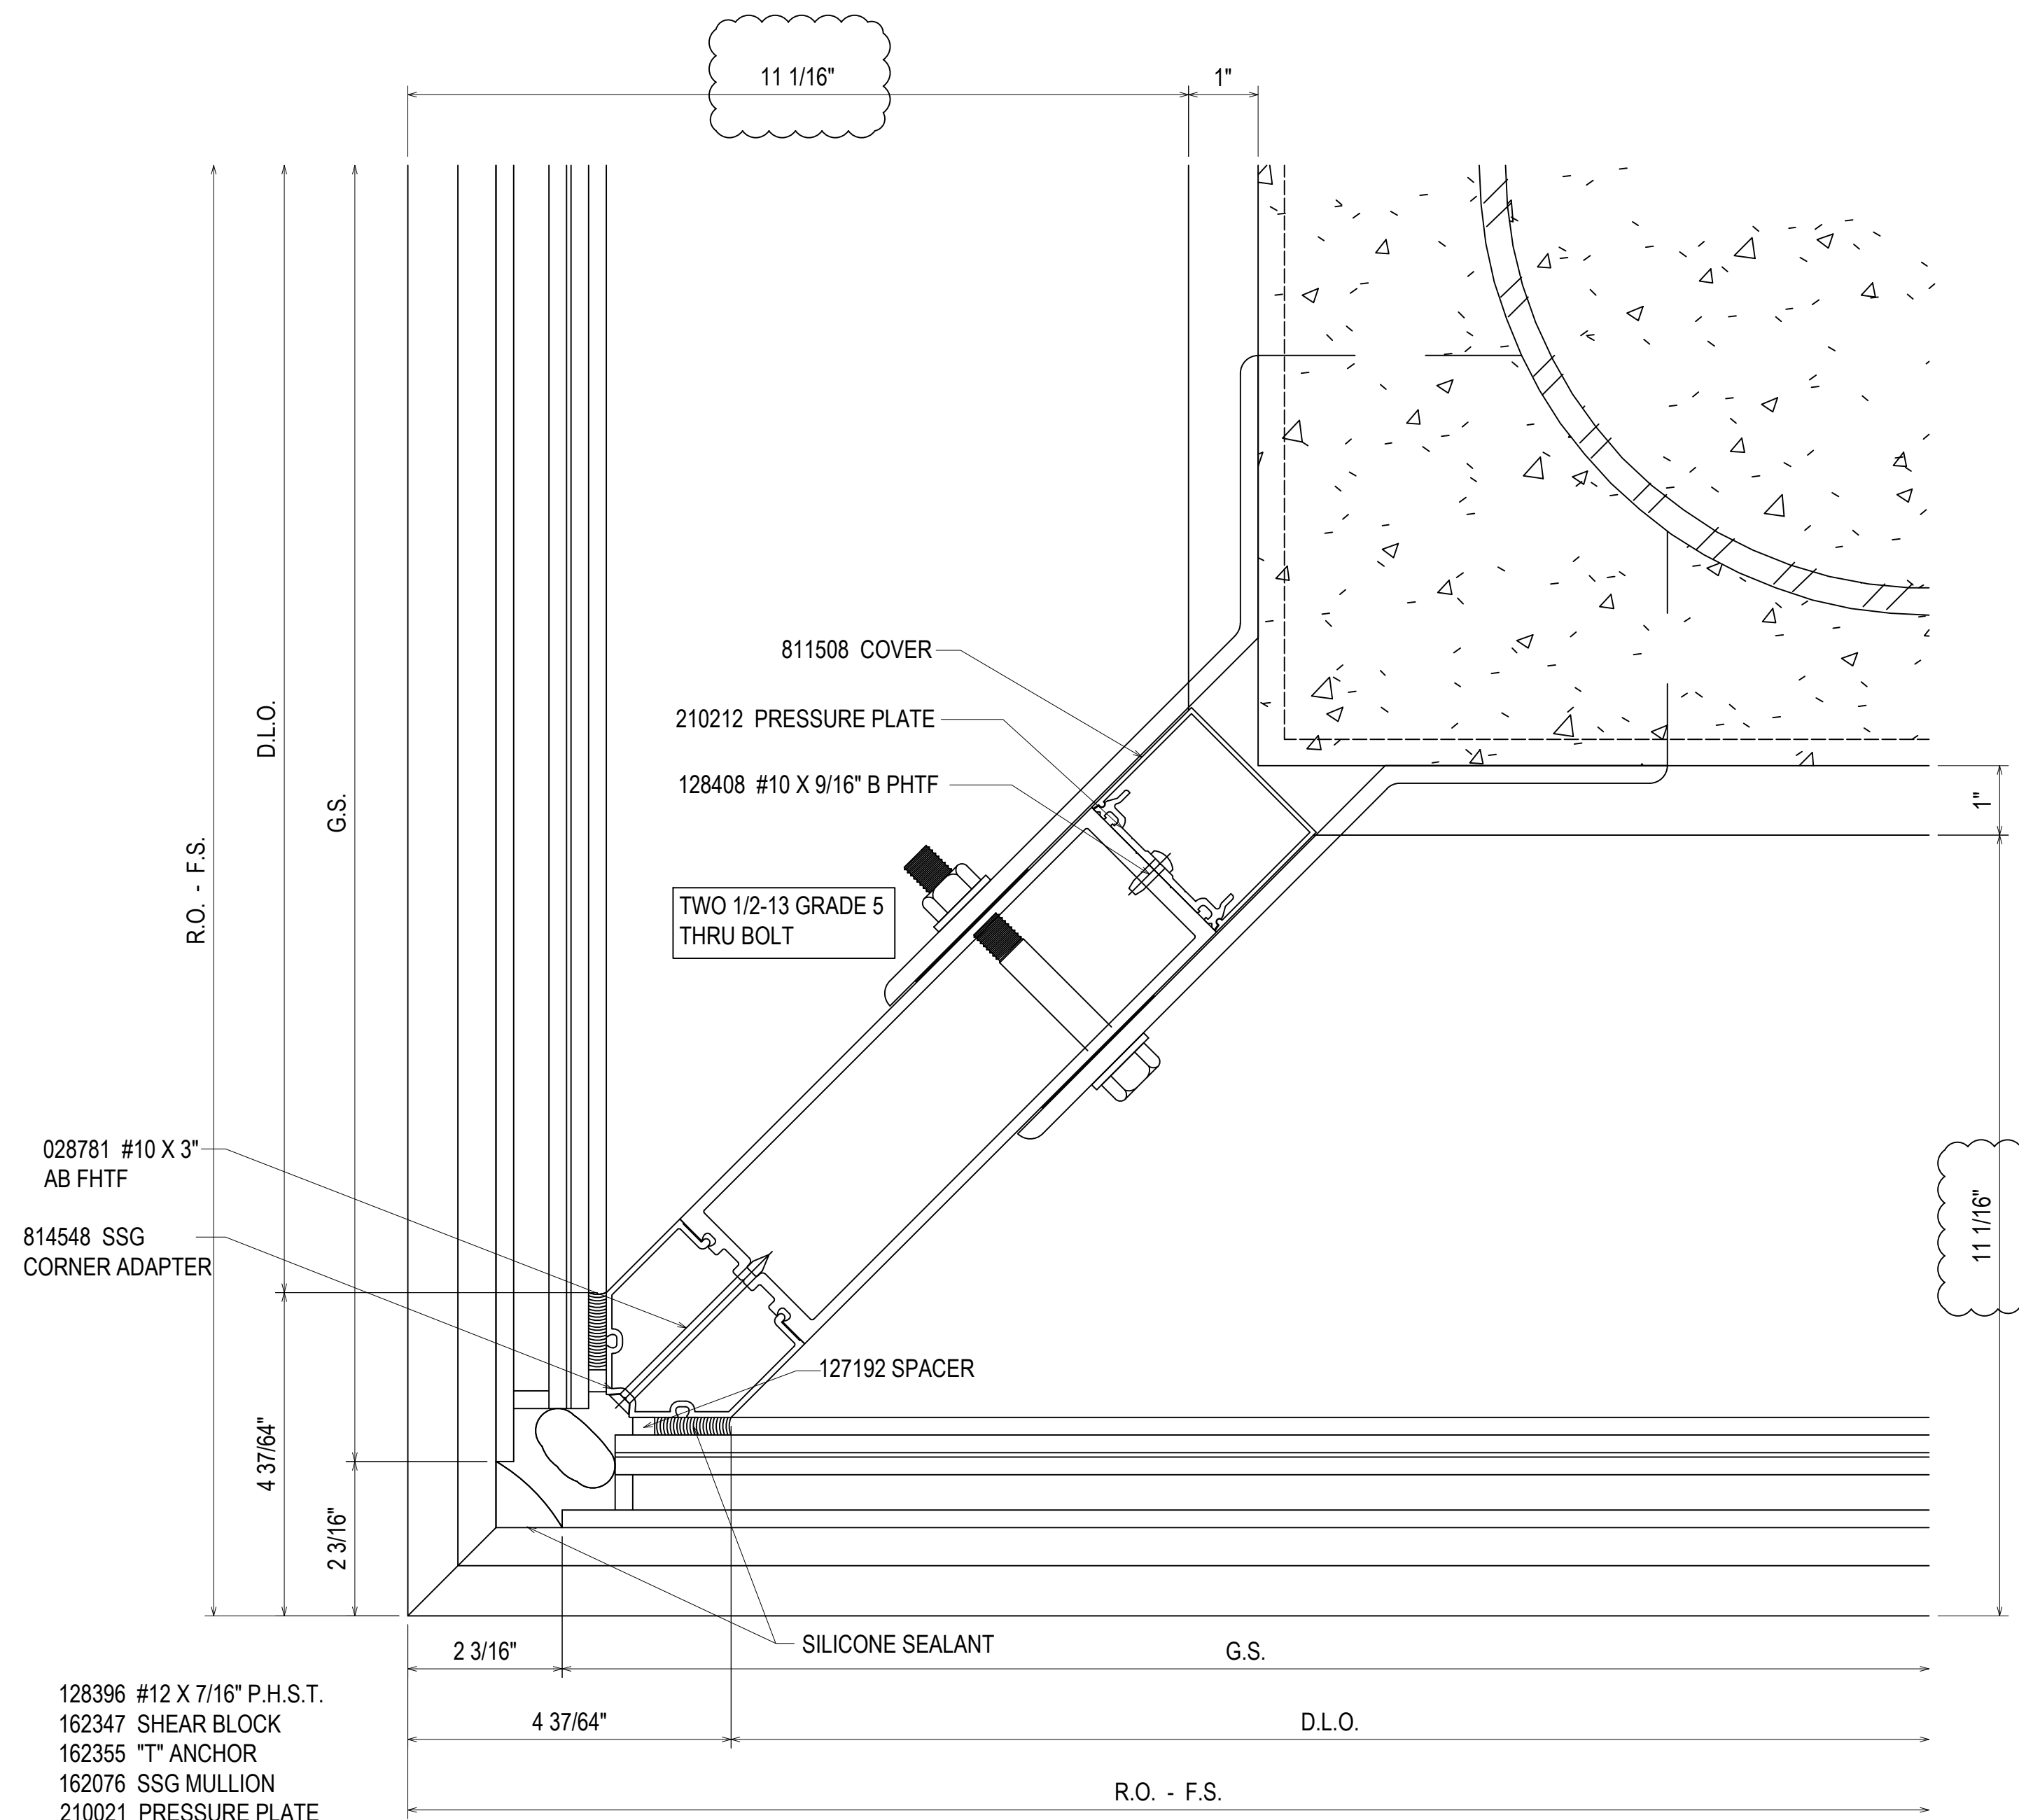 11 1/16"
1"
811508 COVER
210212 PRESSURE PLATE
128408 #10 X 9/16" B PHTF
TWO 1/2-13 GRADE 5
THRU BOLT
D.L.O.
G.S.
R.O. - F.S.
1"
028781 #10 X 3"
AB FHTF
814548 SSG
CORNER ADAPTER
11 1/16"
127192 SPACER
4 37/64"
2 3/16"
SILICONE SEALANT
2 3/16"
G.S.
4 37/64"
D.L.O.
R.O. - F.S.
128396 #12 X 7/16" P.H.S.T.
162347 SHEAR BLOCK
162355 "T" ANCHOR
162076 SSG MULLION
210021 PRESSURE PLATE